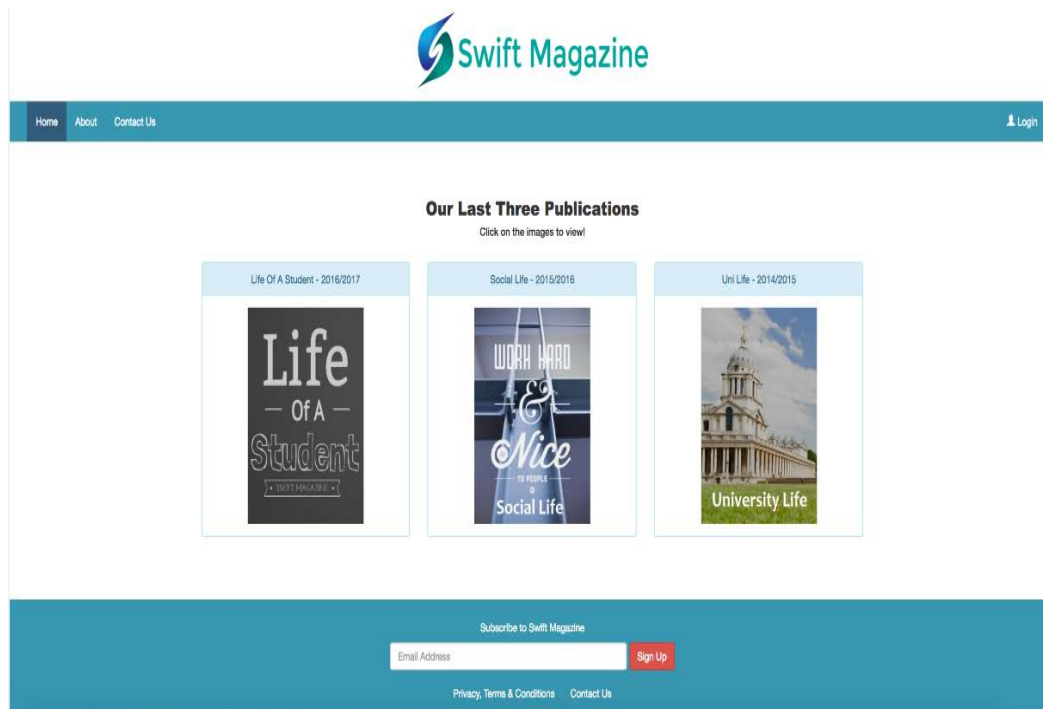 Swift Magazine
Home About Contact Us Login
Our Last Three Publications
Click on the images to view!
Life Of A Student - 2016/2017
Social Life - 2015/2016
Uni Life - 2014/2015
Life
Of A
Student
• SWIFT MAGAZINE •
WORK HARD
&
Nice
TO PEOPLE
Social Life
University Life
Subscribe to Swift Magazine
Email Address Sign Up
Privacy, Terms & Conditions Contact Us